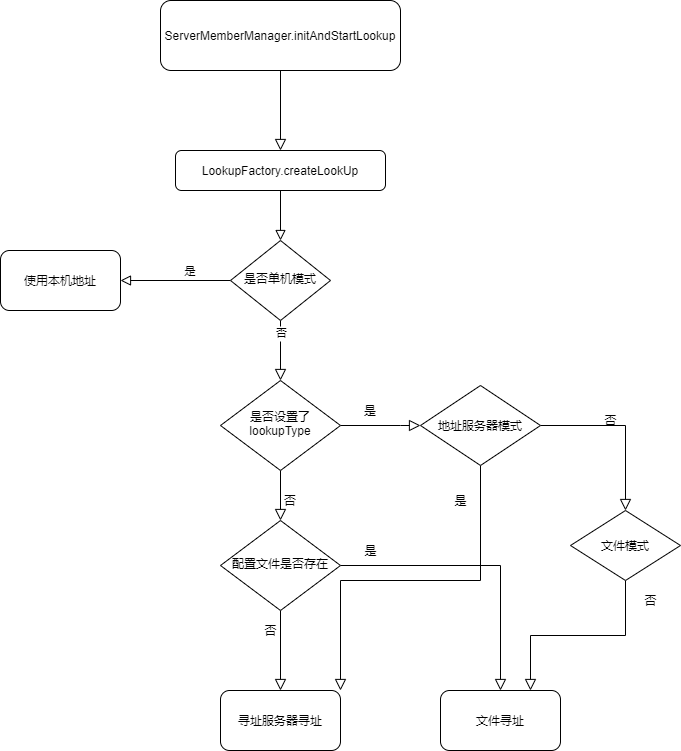 ServerMemberManager.initAndStartLookup
LookupFactory.createLookUp
是否单机模式
是
使用本机地址
否
是否设置了
lookupType
是
地址服务器模式
否
否
是
文件模式
配置文件是否存在
是
否
否
寻址服务器寻址
文件寻址